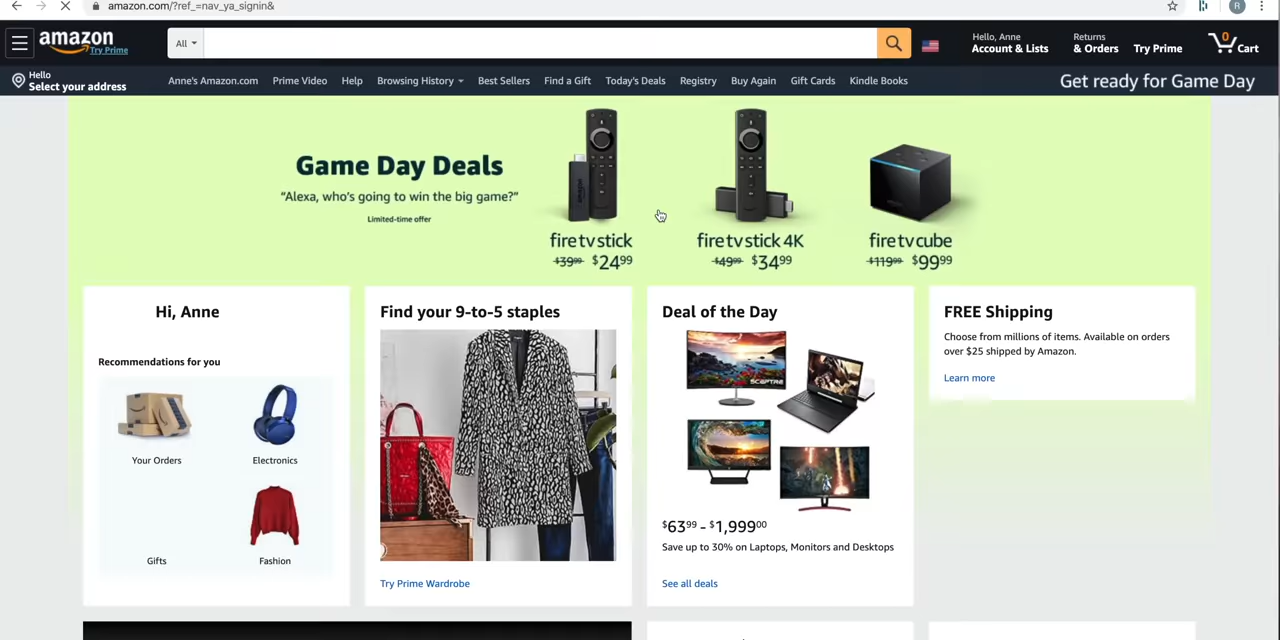 amazon.com/?ref_=nav_ya_signin&
R
amazon
Try Prime
All
Hello, Anne
Account & Lists
Returns
& Orders
Try Prime
0
Cart
Hello
Select your address
Anne's Amazon.com
Prime Video
Help
Browsing History
Best Sellers
Find a Gift
Today's Deals
Registry
Buy Again
Gift Cards
Kindle Books
Get ready for Game Day
Game Day Deals
“Alexa, who's going to win the big game?”
Limited-time offer
amazon
fire tv stick
$39.99 $24.99
fire tv stick 4K
$49.99 $34.99
fire tv cube
$119.99 $99.99
Hi, Anne
Recommendations for you
Your Orders
Electronics
Gifts
Fashion
Find your 9-to-5 staples
Try Prime Wardrobe
Deal of the Day
SCEPTRE
$63.99 - $1,999.00
Save up to 30% on Laptops, Monitors and Desktops
See all deals
FREE Shipping
Choose from millions of items. Available on orders
over $25 shipped by Amazon.
Learn more